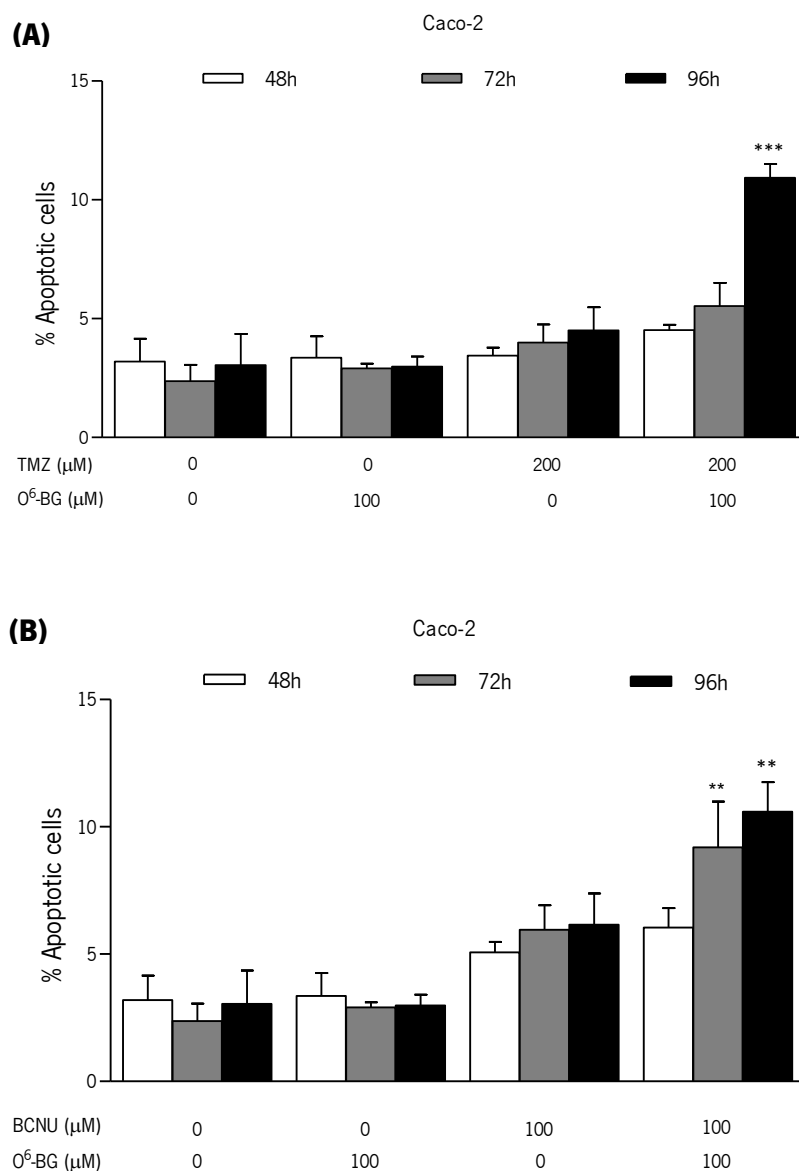 (A)
Caco-2
48h 72h 96h
15
***
10
5
0
% Apoptotic cells
TMZ (μM) 0 0 200 200
O⁶-BG (μM) 0 100 0 100
(B)
Caco-2
48h 72h 96h
15
** **
10
5
0
% Apoptotic cells
BCNU (μM) 0 0 100 100
O⁶-BG (μM) 0 100 0 100